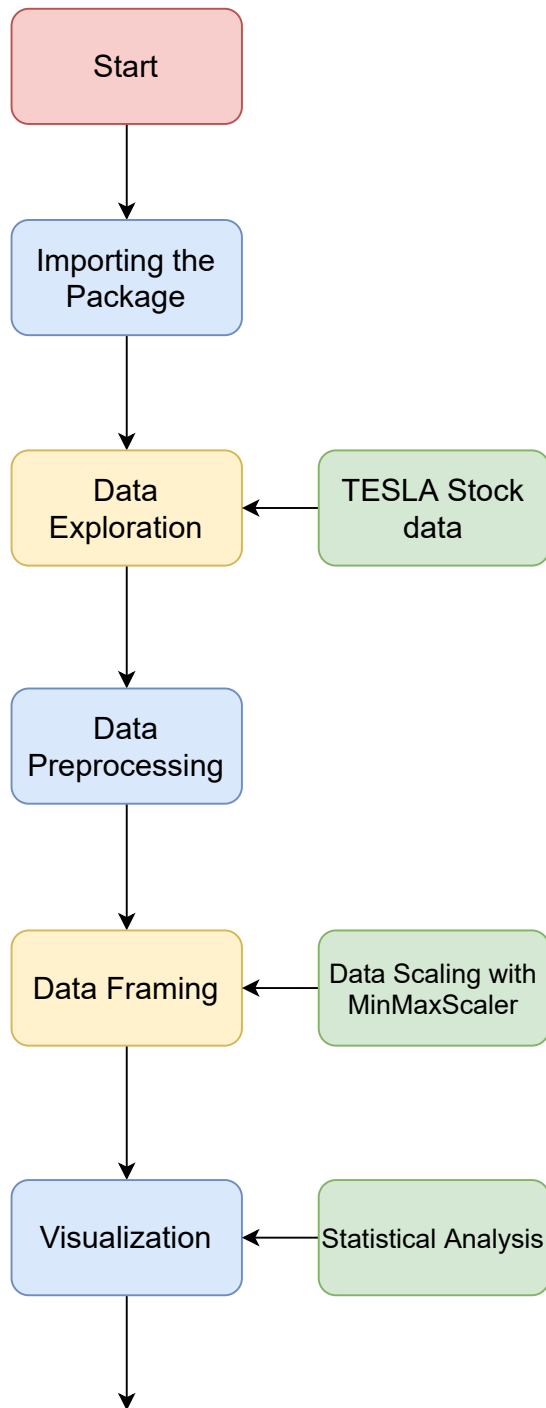 Start
Importing the
Package
Data
Exploration
TESLA Stock
data
Data
Preprocessing
Data Framing
Data Scaling with
MinMaxScaler
Visualization
Statistical Analysis